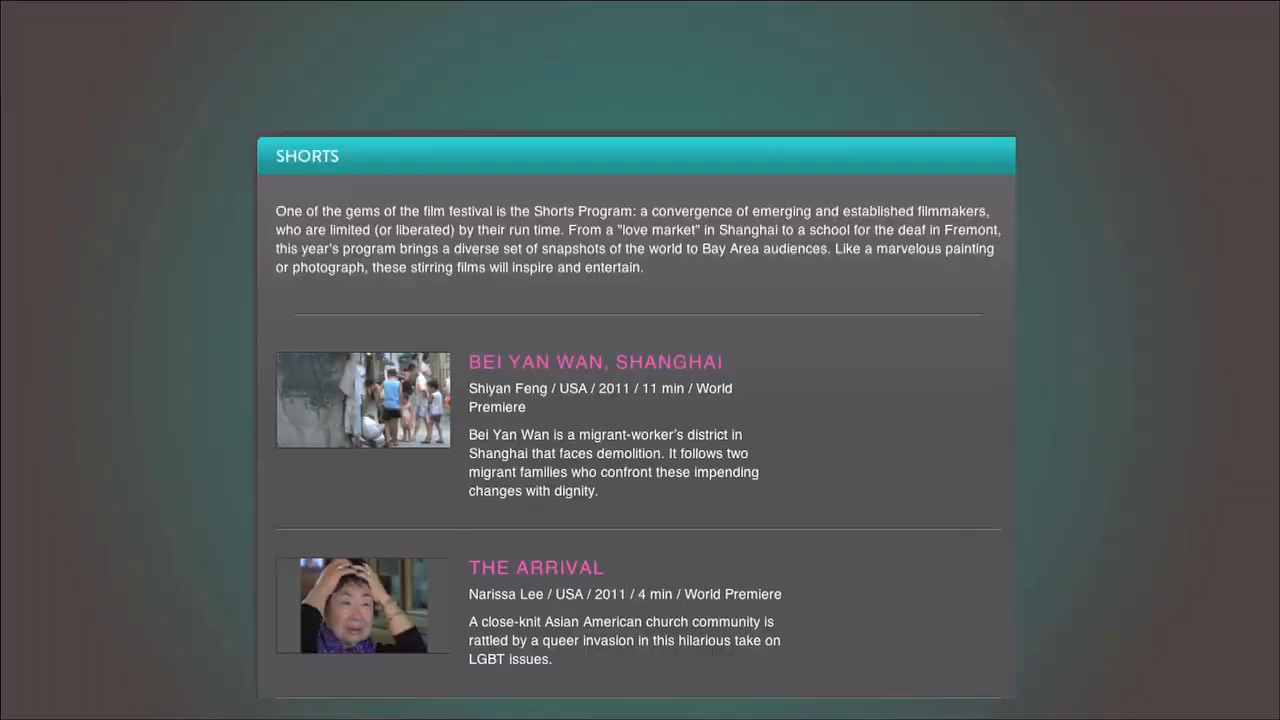 SHORTS
One of the gems of the film festival is the Shorts Program: a convergence of emerging and established filmmakers,
who are limited (or liberated) by their run time. From a "love market" in Shanghai to a school for the deaf in Fremont,
this year's program brings a diverse set of snapshots of the world to Bay Area audiences. Like a marvelous painting
or photograph, these stirring films will inspire and entertain.
BEI YAN WAN, SHANGHAI
Shiyan Feng / USA / 2011 / 11 min / World
Premiere
Bei Yan Wan is a migrant-worker's district in
Shanghai that faces demolition. It follows two
migrant families who confront these impending
changes with dignity.
THE ARRIVAL
Narissa Lee / USA / 2011 / 4 min / World Premiere
A close-knit Asian American church community is
rattled by a queer invasion in this hilarious take on
LGBT issues.